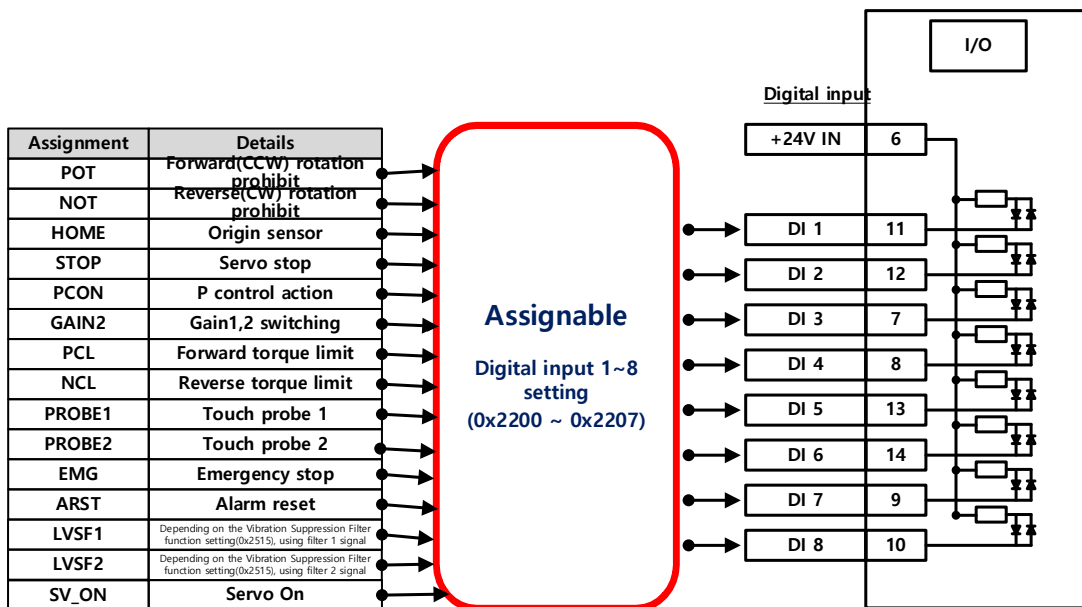 I/O
Digital input
+24V IN 6
Assignment Details
POT Forward(CCW) rotation
prohibit
NOT Reverse(CW) rotation
prohibit
HOME Origin sensor
STOP Servo stop
PCON P control action
GAIN2 Gain1,2 switching
PCL Forward torque limit
NCL Reverse torque limit
PROBE1 Touch probe 1
PROBE2 Touch probe 2
EMG Emergency stop
ARST Alarm reset
LVSF1 Depending on the Vibration Suppression Filter
function setting(0x2515), using filter 1 signal
LVSF2 Depending on the Vibration Suppression Filter
function setting(0x2515), using filter 2 signal
SV_ON Servo On
Assignable
Digital input 1~8
setting
(0x2200 ~ 0x2207)
DI 1 11
DI 2 12
DI 3 7
DI 4 8
DI 5 13
DI 6 14
DI 7 9
DI 8 10